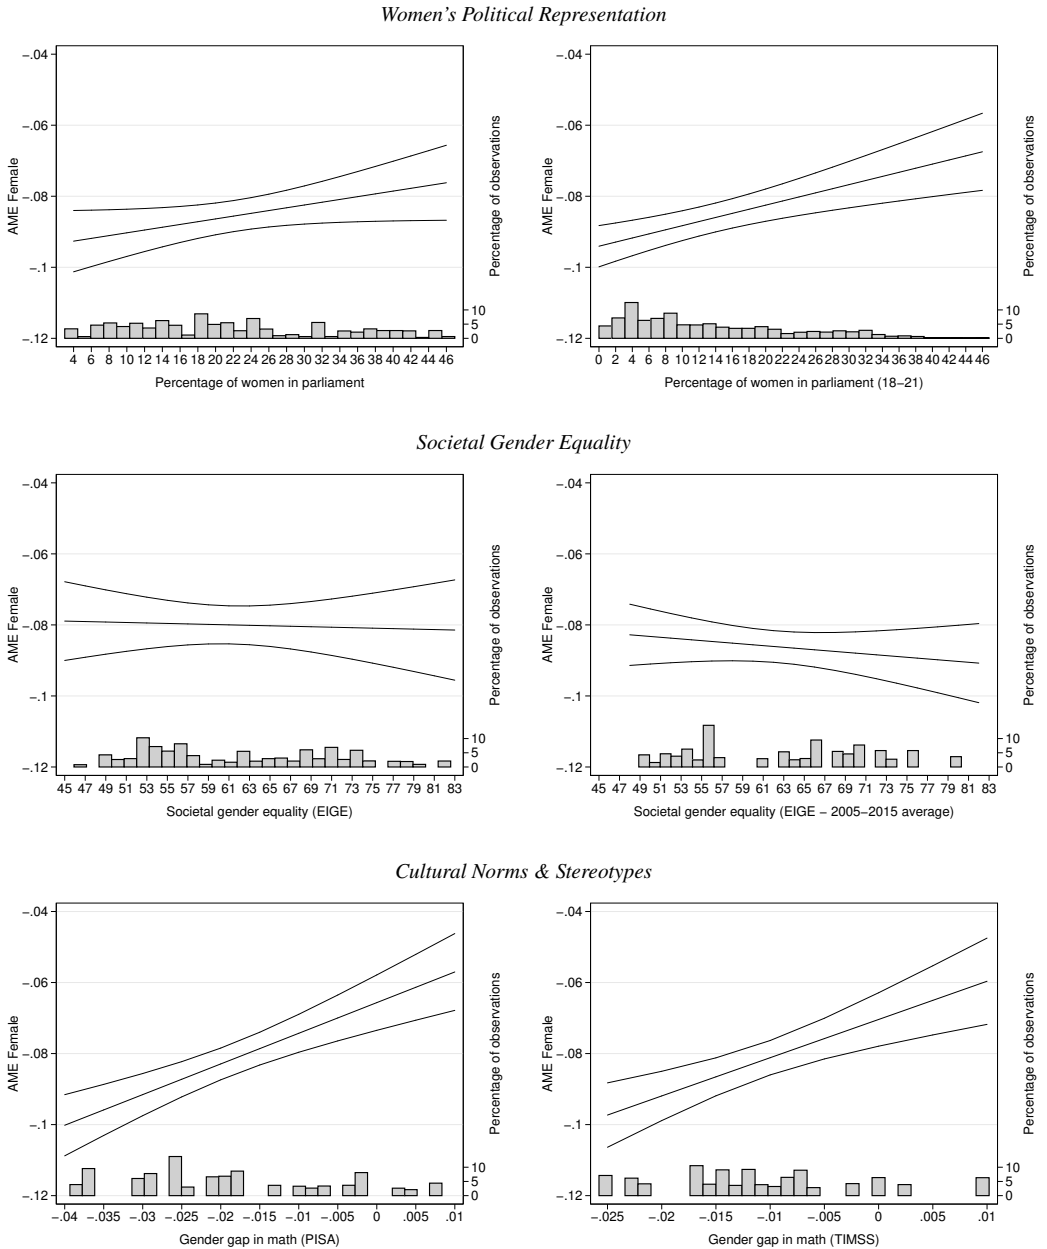 Women's Political Representation
−.04
−.06
−.08
−.1
−.12
AME Female
10
5
0
Percentage of observations
4 6 8 10 12 14 16 18 20 22 24 26 28 30 32 34 36 38 40 42 44 46
Percentage of women in parliament
−.04
−.06
−.08
−.1
−.12
AME Female
10
5
0
Percentage of observations
0 2 4 6 8 10 12 14 16 18 20 22 24 26 28 30 32 34 36 38 40 42 44 46
Percentage of women in parliament (18−21)
Societal Gender Equality
−.04
−.06
−.08
−.1
−.12
AME Female
10
5
0
Percentage of observations
45 47 49 51 53 55 57 59 61 63 65 67 69 71 73 75 77 79 81 83
Societal gender equality (EIGE)
−.04
−.06
−.08
−.1
−.12
AME Female
10
5
0
Percentage of observations
45 47 49 51 53 55 57 59 61 63 65 67 69 71 73 75 77 79 81 83
Societal gender equality (EIGE − 2005−2015 average)
Cultural Norms & Stereotypes
−.04
−.06
−.08
−.1
−.12
AME Female
10
5
0
Percentage of observations
−.04 −.035 −.03 −.025 −.02 −.015 −.01 −.005 0 .005 .01
Gender gap in math (PISA)
−.04
−.06
−.08
−.1
−.12
AME Female
10
5
0
Percentage of observations
−.025 −.02 −.015 −.01 −.005 0 .005 .01
Gender gap in math (TIMSS)